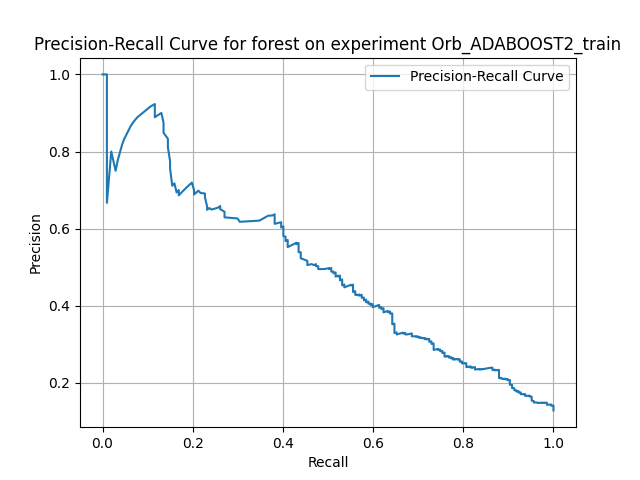 Precision-Recall Curve for forest on experiment Orb_ADABOOST2_train
Precision-Recall Curve
1.0
0.8
0.6
0.4
0.2
Precision
0.0 0.2 0.4 0.6 0.8 1.0
Recall